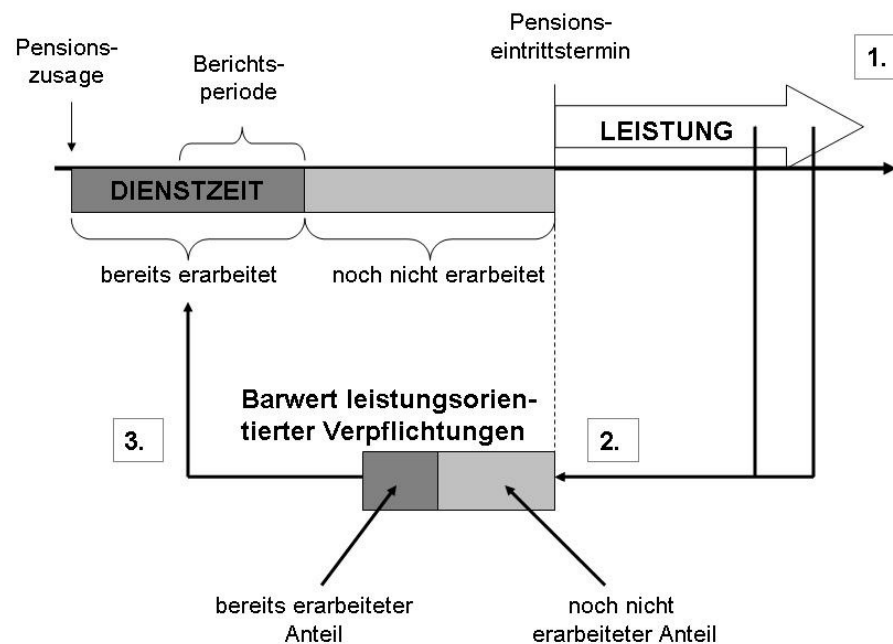 Pensions-
zusage
Berichts-
periode
Pensions-
eintrittstermin
1.
LEISTUNG
DIENSTZEIT
bereits erarbeitet
noch nicht erarbeitet
Barwert leistungsorien-
tierter Verpflichtungen
3.
2.
bereits erarbeiteter
Anteil
noch nicht
erarbeiteter Anteil